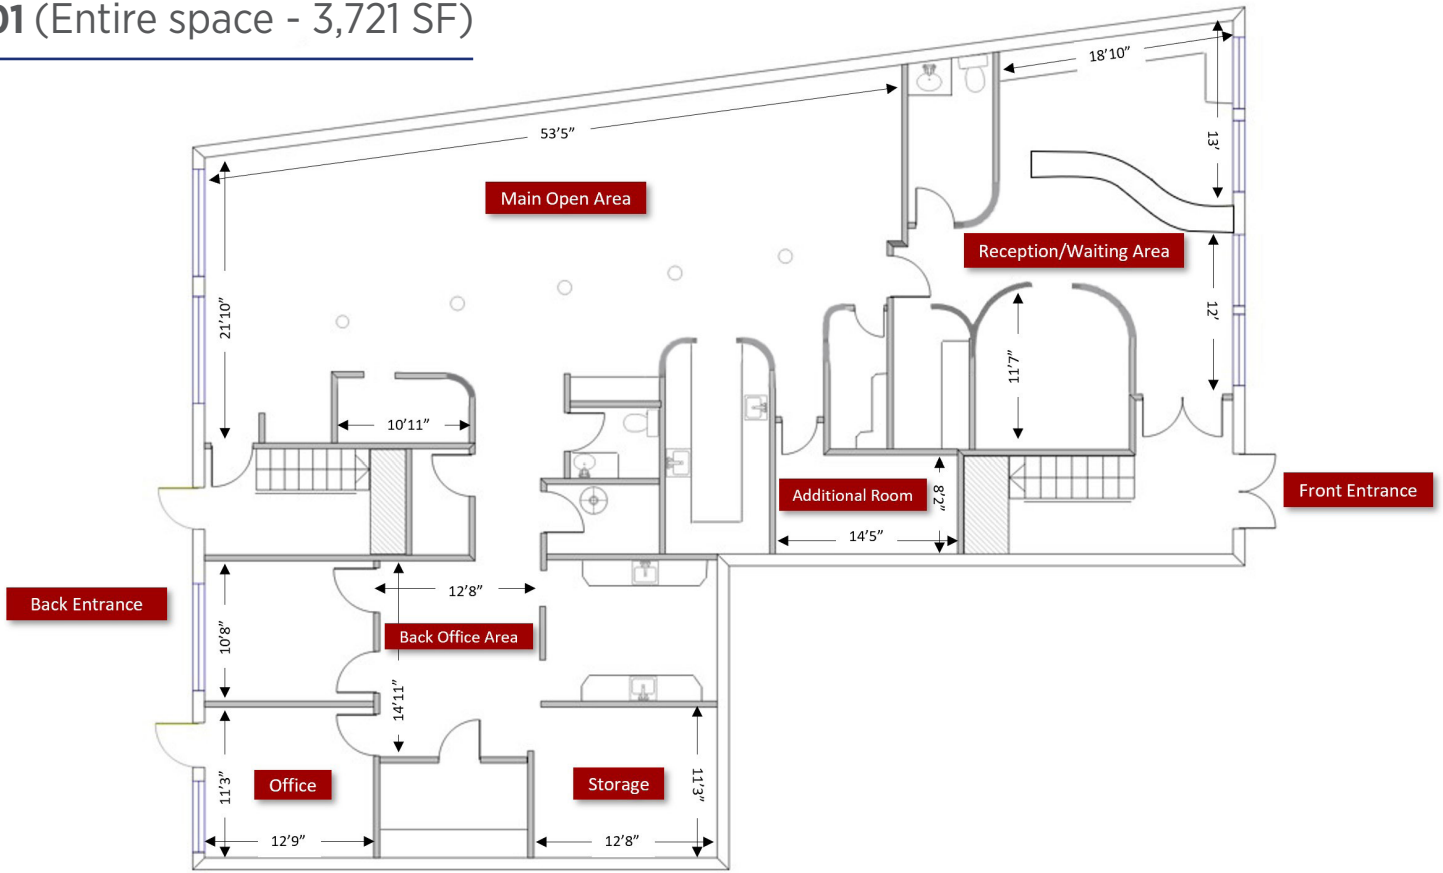 01 (Entire space - 3,721 SF)
18'10”
53'5”
13'
Main Open Area
Reception/Waiting Area
21'10”
12'
11'7”
10'11”
Additional Room
8'2”
Front Entrance
14'5”
12'8”
Back Entrance
10'8”
Back Office Area
14'11”
11'3”
Office
Storage
11'3”
12'9”
12'8”